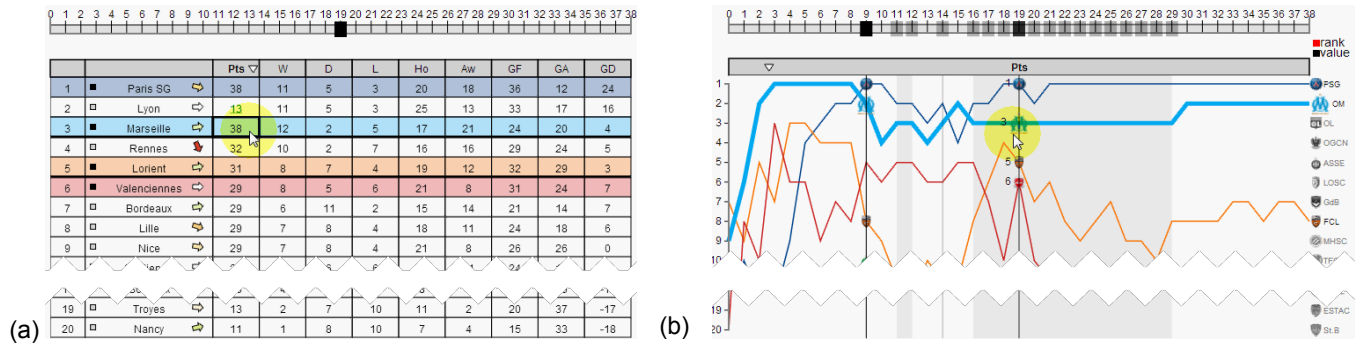 0 1 2 3 4 5 6 7 8 9 10 11 12 13 14 15 16 17 18 19 20 21 22 23 24 25 26 27 28 29 30 31 32 33 34 35 36 37 38
Pts W D L Ho Aw GF GA GD
1 Paris SG 38 11 5 3 20 18 36 12 24
2 Lyon 13 11 5 3 25 13 33 17 16
3 Marseille 38 12 2 5 17 21 24 20 4
4 Rennes 32 10 2 7 16 16 29 24 5
5 Lorient 31 8 7 4 19 12 32 29 3
6 Valenciennes 29 8 5 6 21 8 31 24 7
7 Bordeaux 29 6 11 2 15 14 21 14 7
8 Lille 29 7 8 4 18 11 24 18 6
9 Nice 29 7 8 4 21 8 26 26 0
19 Troyes 13 2 7 10 11 2 20 37 -17
20 Nancy 11 1 8 10 7 4 15 33 -18
(a)
0 1 2 3 4 5 6 7 8 9 10 11 12 13 14 15 16 17 18 19 20 21 22 23 24 25 26 27 28 29 30 31 32 33 34 35 36 37 38
rank
value
Pts
1 1 PSG
2 OM
3 3 OL
4 OGCN
5 5 ASSE
6 6 LOSC
7 GdB
8 FCL
9 MHSC
10
19 ESTAC
20 St.B
(b)